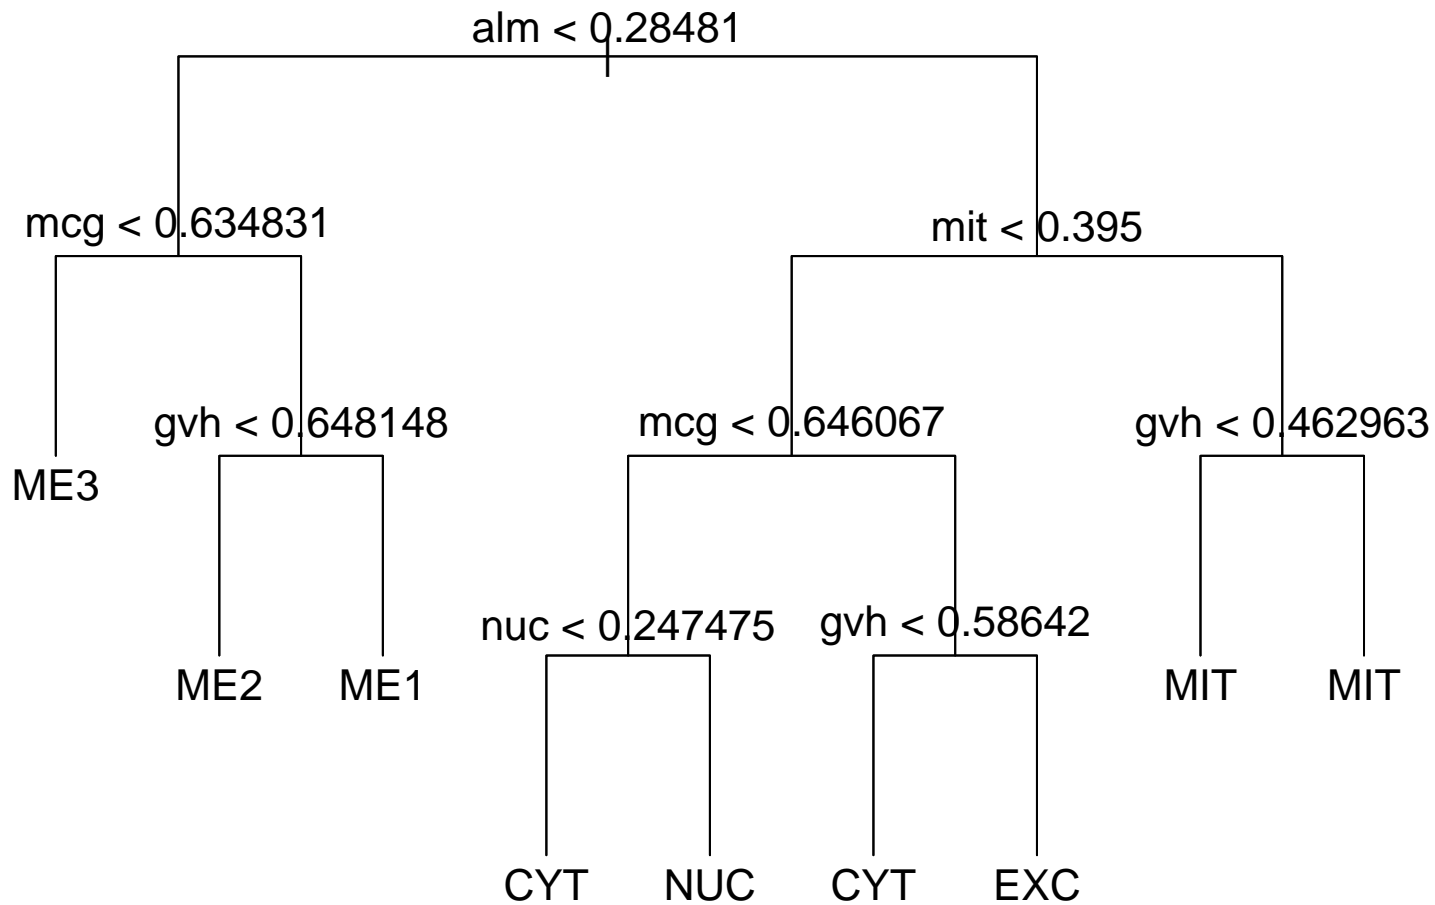 alm < 0.28481
mcg < 0.634831
mit < 0.395
gvh < 0.648148
mcg < 0.646067
gvh < 0.462963
ME3
nuc < 0.247475
gvh < 0.58642
ME2
ME1
MIT
MIT
CYT
NUC
CYT
EXC